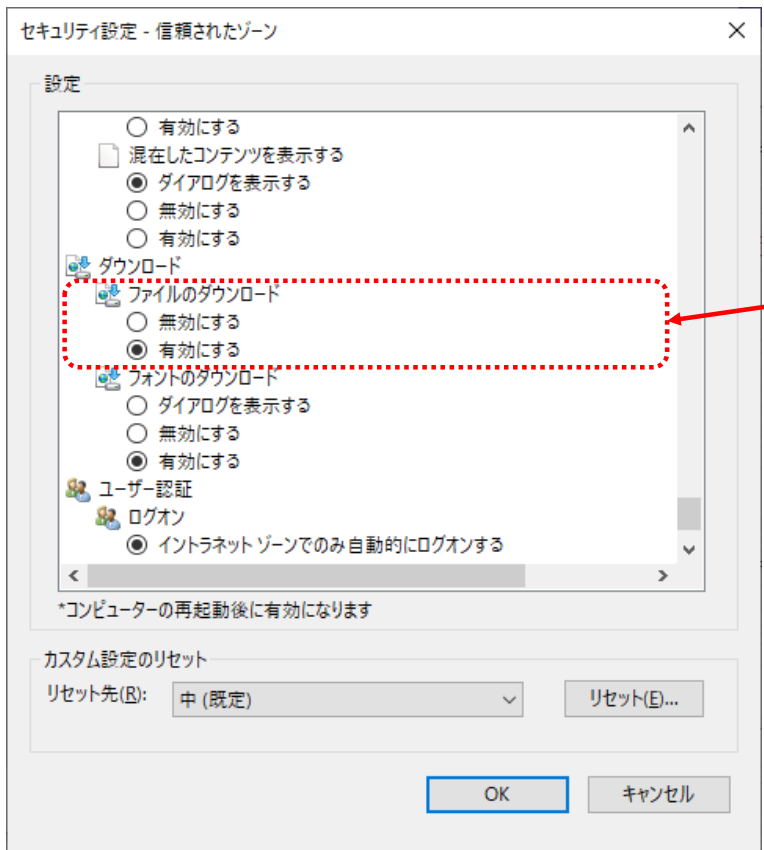 セキュリティ設定 - 信頼されたゾーン
設定
有効にする
混在したコンテンツを表示する
ダイアログを表示する
無効にする
有効にする
ダウンロード
ファイルのダウンロード
無効にする
有効にする
フォントのダウンロード
ダイアログを表示する
無効にする
有効にする
ユーザー認証
ログオン
イントラネット ゾーンでのみ自動的にログオンする
*コンピューターの再起動後に有効になります
カスタム設定のリセット
リセット先(R): 中 (既定) リセット(E)...
OK キャンセル